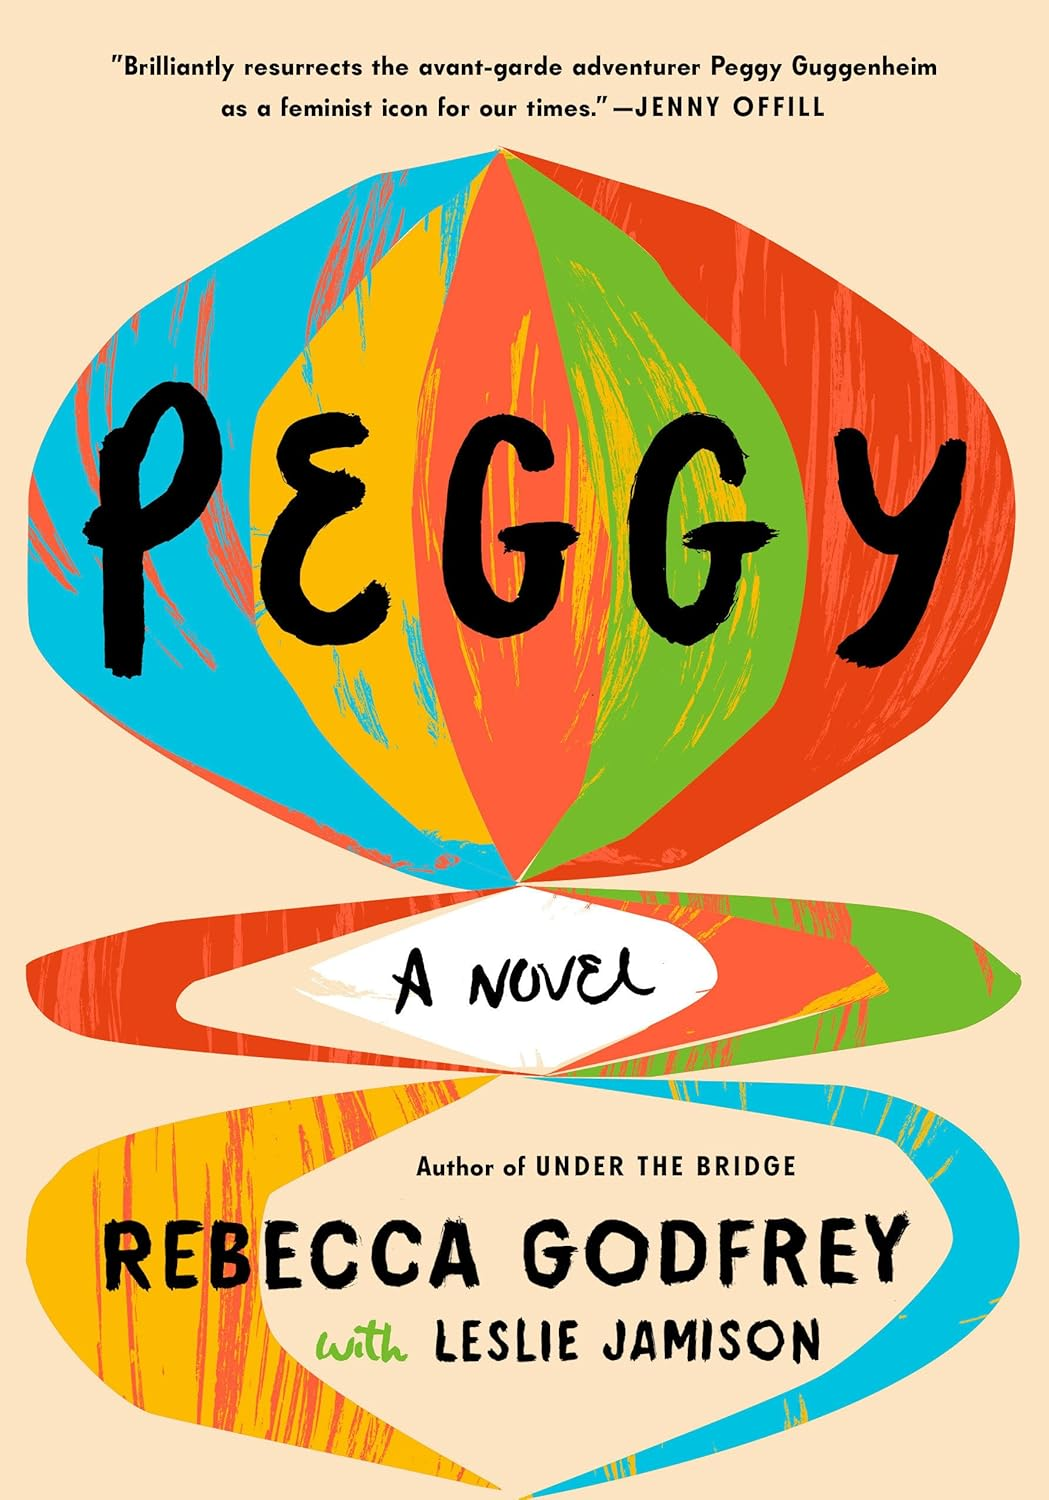 "Brilliantly resurrects the avant-garde adventurer Peggy Guggenheim
as a feminist icon for our times."—JENNY OFFILL
PEGGY
A NOVEL
Author of UNDER THE BRIDGE
REBECCA GODFREY
with LESLIE JAMISON